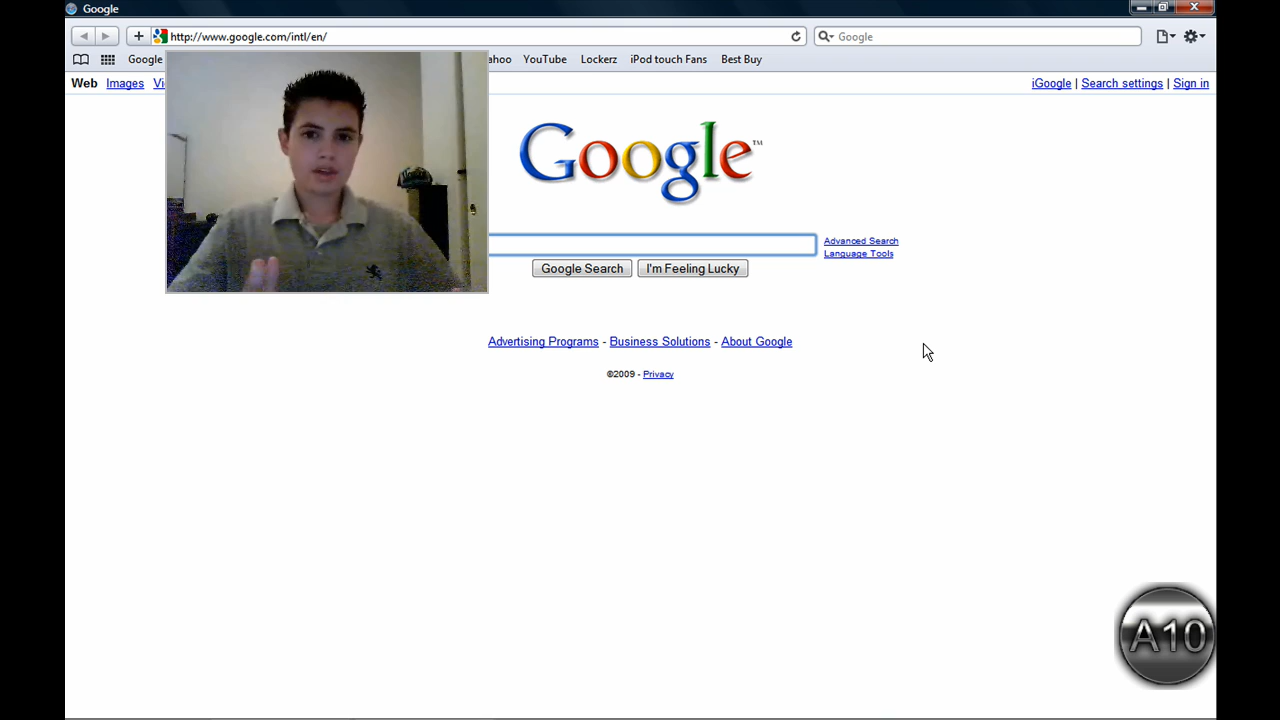 Google
http://www.google.com/intl/en/
Google
Google
YouTube
Lockerz
iPod touch Fans
Best Buy
Web
Images
iGoogle | Search settings | Sign in
Google™
Advanced Search
Language Tools
Google Search
I'm Feeling Lucky
Advertising Programs - Business Solutions - About Google
©2009 - Privacy
A10